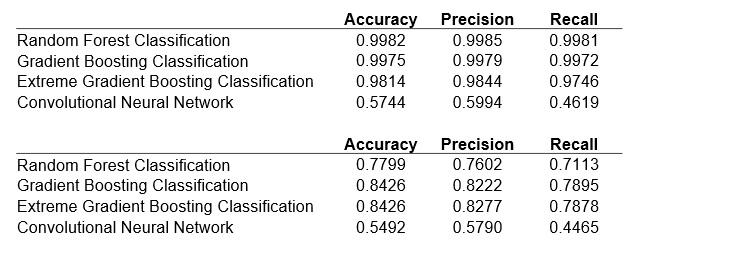 Accuracy Precision Recall
Random Forest Classification 0.9982 0.9985 0.9981
Gradient Boosting Classification 0.9975 0.9979 0.9972
Extreme Gradient Boosting Classification 0.9814 0.9844 0.9746
Convolutional Neural Network 0.5744 0.5994 0.4619
Accuracy Precision Recall
Random Forest Classification 0.7799 0.7602 0.7113
Gradient Boosting Classification 0.8426 0.8222 0.7895
Extreme Gradient Boosting Classification 0.8426 0.8277 0.7878
Convolutional Neural Network 0.5492 0.5790 0.4465